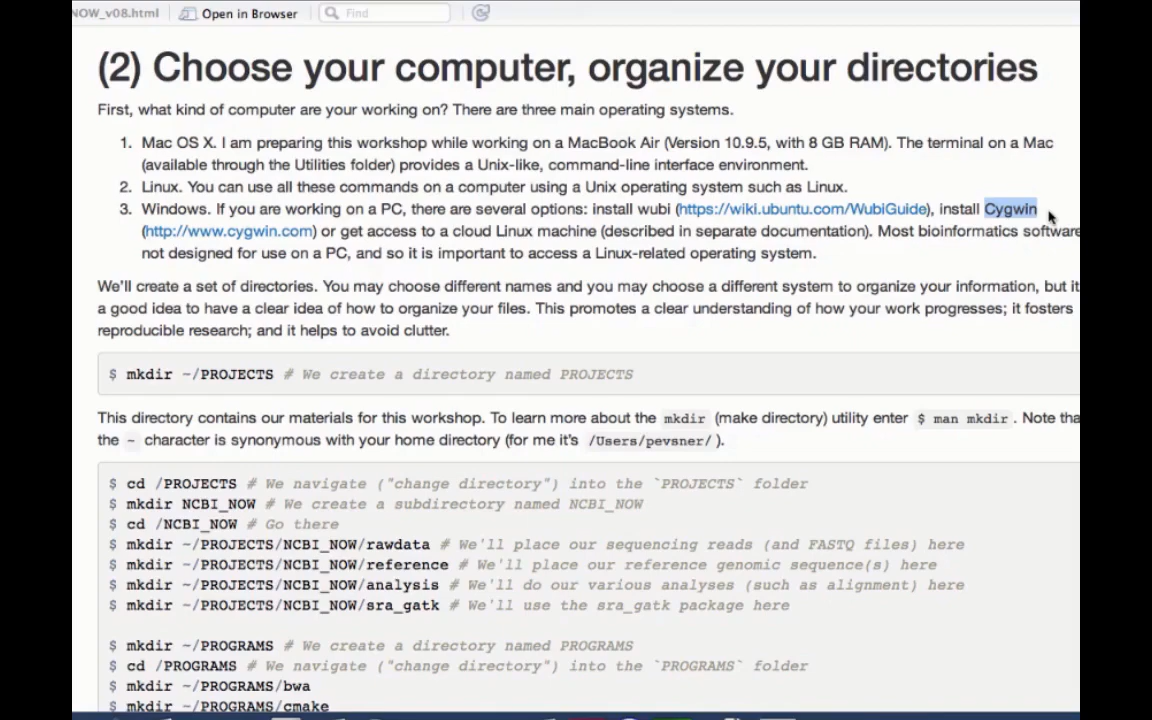 NOW_v08.html Open in Browser Find
(2) Choose your computer, organize your directories
First, what kind of computer are your working on? There are three main operating systems.
1. Mac OS X. I am preparing this workshop while working on a MacBook Air (Version 10.9.5, with 8 GB RAM). The terminal on a Mac
(available through the Utilities folder) provides a Unix-like, command-line interface environment.
2. Linux. You can use all these commands on a computer using a Unix operating system such as Linux.
3. Windows. If you are working on a PC, there are several options: install wubi (https://wiki.ubuntu.com/WubiGuide), install Cygwin
(http://www.cygwin.com) or get access to a cloud Linux machine (described in separate documentation). Most bioinformatics software
not designed for use on a PC, and so it is important to access a Linux-related operating system.
We'll create a set of directories. You may choose different names and you may choose a different system to organize your information, but it
a good idea to have a clear idea of how to organize your files. This promotes a clear understanding of how your work progresses; it fosters
reproducible research; and it helps to avoid clutter.
$ mkdir ~/PROJECTS # We create a directory named PROJECTS
This directory contains our materials for this workshop. To learn more about the mkdir (make directory) utility enter $ man mkdir. Note tha
the ~ character is synonymous with your home directory (for me it's /Users/pevsner/).
$ cd /PROJECTS # We navigate ("change directory") into the `PROJECTS` folder
$ mkdir NCBI_NOW # We create a subdirectory named NCBI_NOW
$ cd /NCBI_NOW # Go there
$ mkdir ~/PROJECTS/NCBI_NOW/rawdata # We'll place our sequencing reads (and FASTQ files) here
$ mkdir ~/PROJECTS/NCBI_NOW/reference # We'll place our reference genomic sequence(s) here
$ mkdir ~/PROJECTS/NCBI_NOW/analysis # We'll do our various analyses (such as alignment) here
$ mkdir ~/PROJECTS/NCBI_NOW/sra_gatk # We'll use the sra_gatk package here
$ mkdir ~/PROGRAMS # We create a directory named PROGRAMS
$ cd /PROGRAMS # We navigate ("change directory") into the `PROGRAMS` folder
$ mkdir ~/PROGRAMS/bwa
$ mkdir ~/PROGRAMS/cmake